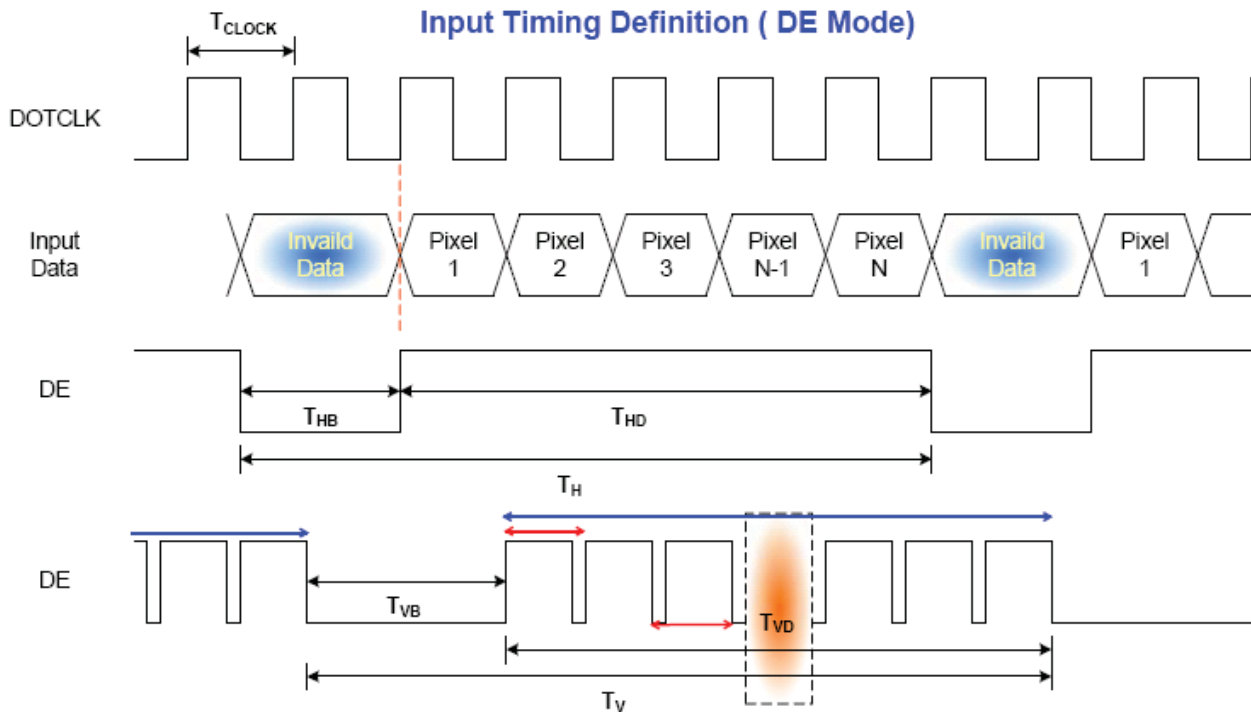 Input Timing Definition ( DE Mode)
TCLOCK
DOTCLK
Input
Data
Invaild
Data
Pixel
1
Pixel
2
Pixel
3
Pixel
N-1
Pixel
N
Invaild
Data
Pixel
1
DE
THB
THD
TH
DE
TVB
TVD
TV